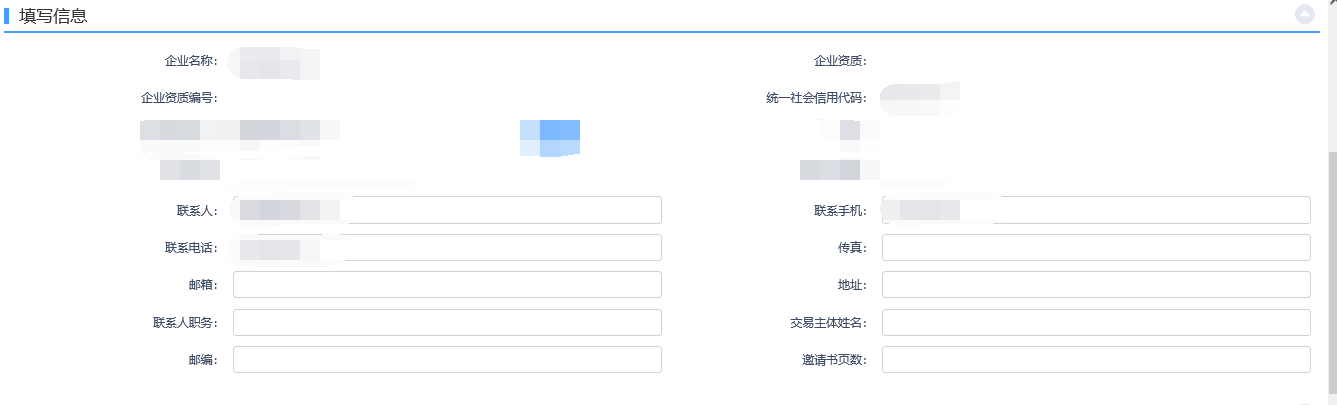 填写信息
企业名称： 企业资质：
企业资质编号： 统一社会信用代码：
联系人： 联系手机：
联系电话： 传真：
邮箱： 地址：
联系人职务： 交易主体姓名：
邮编： 邀请书页数：